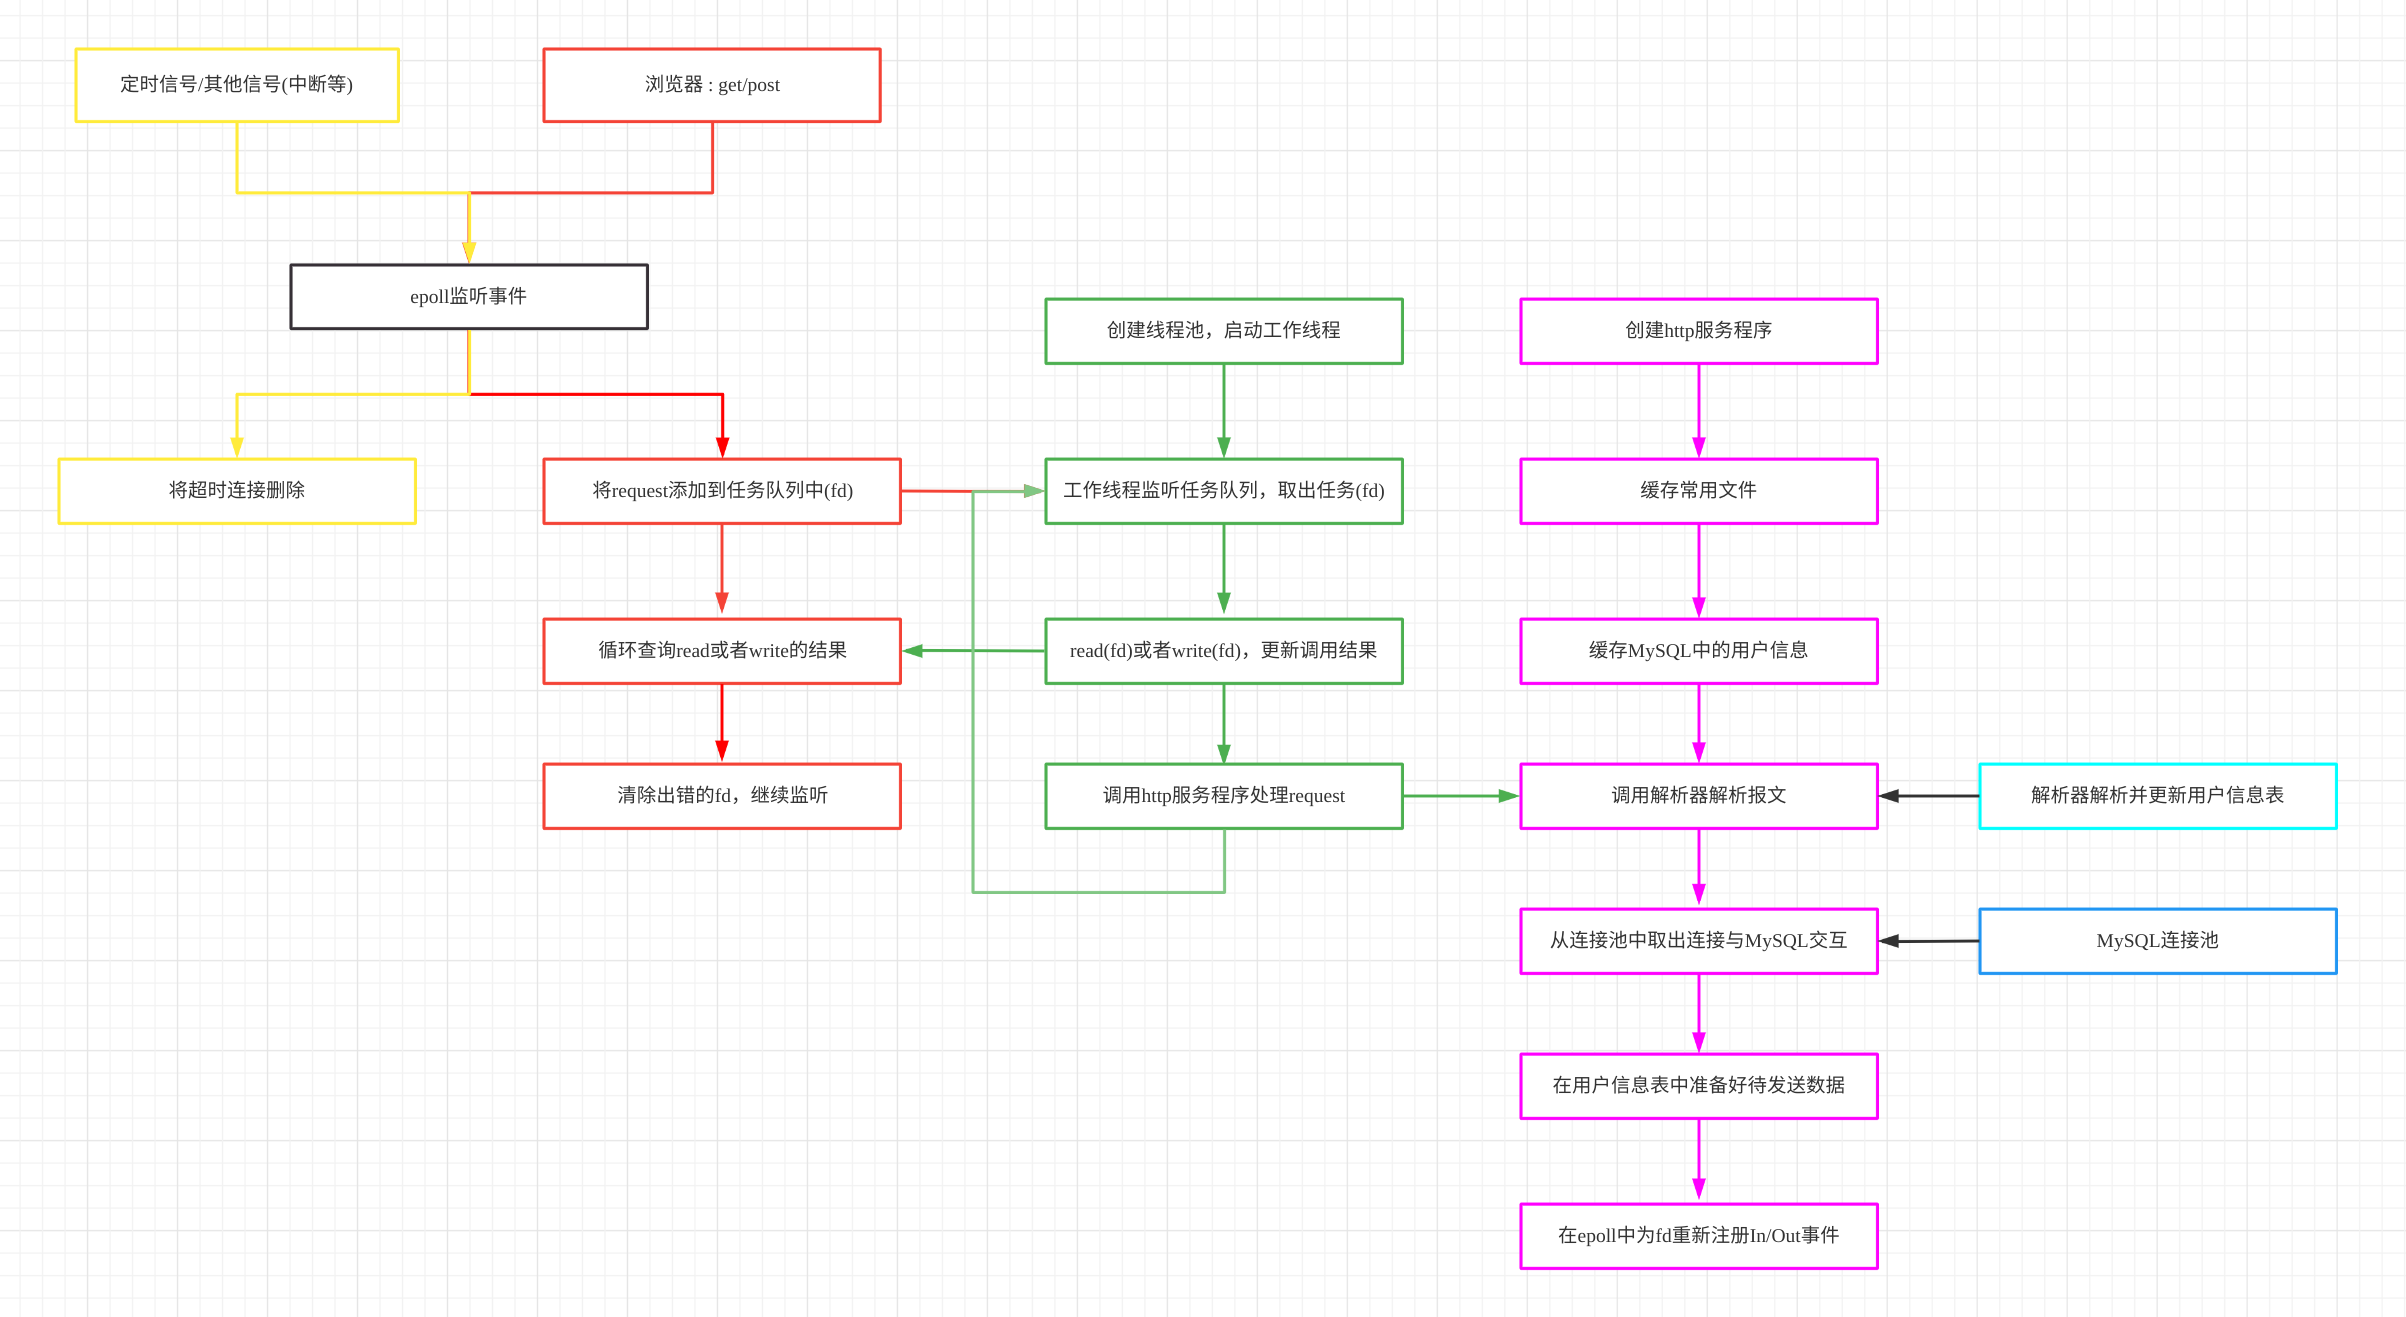 定时信号/其他信号(中断等)
浏览器 : get/post
epoll监听事件
创建线程池，启动工作线程
创建http服务程序
将超时连接删除
将request添加到任务队列中(fd)
工作线程监听任务队列，取出任务(fd)
缓存常用文件
循环查询read或者write的结果
read(fd)或者write(fd)，更新调用结果
缓存MySQL中的用户信息
清除出错的fd，继续监听
调用http服务程序处理request
调用解析器解析报文
解析器解析并更新用户信息表
从连接池中取出连接与MySQL交互
MySQL连接池
在用户信息表中准备好待发送数据
在epoll中为fd重新注册In/Out事件